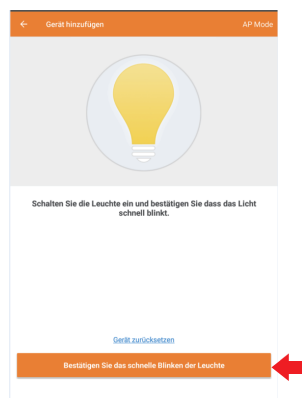 Gerät hinzufügen AP Mode
Schalten Sie die Leuchte ein und bestätigen Sie dass das Licht
schnell blinkt.
Gerät zurücksetzen
Bestätigen Sie das schnelle Blinken der Leuchte